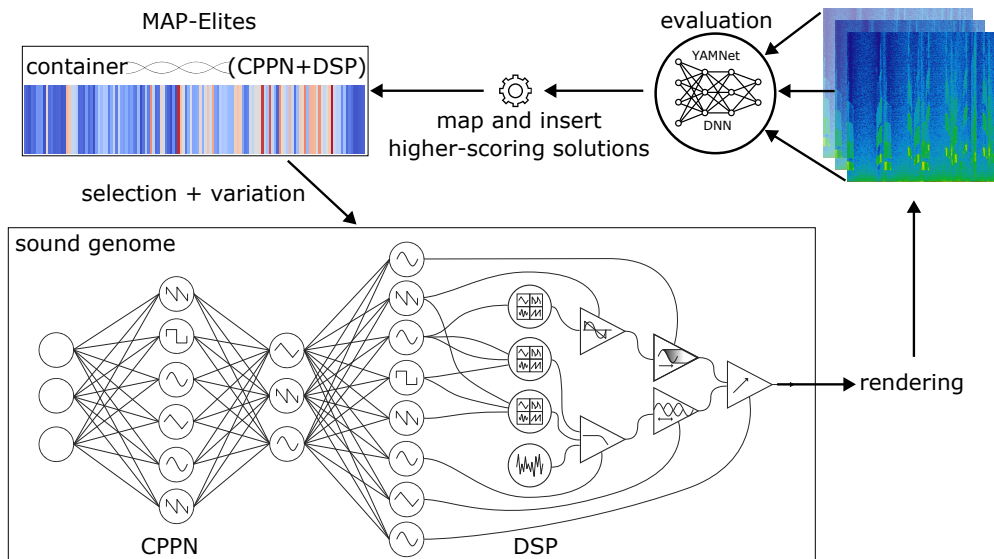 MAP-Elites
evaluation
container
(CPPN+DSP)
YAMNet
DNN
map and insert
higher-scoring solutions
selection + variation
sound genome
rendering
CPPN
DSP